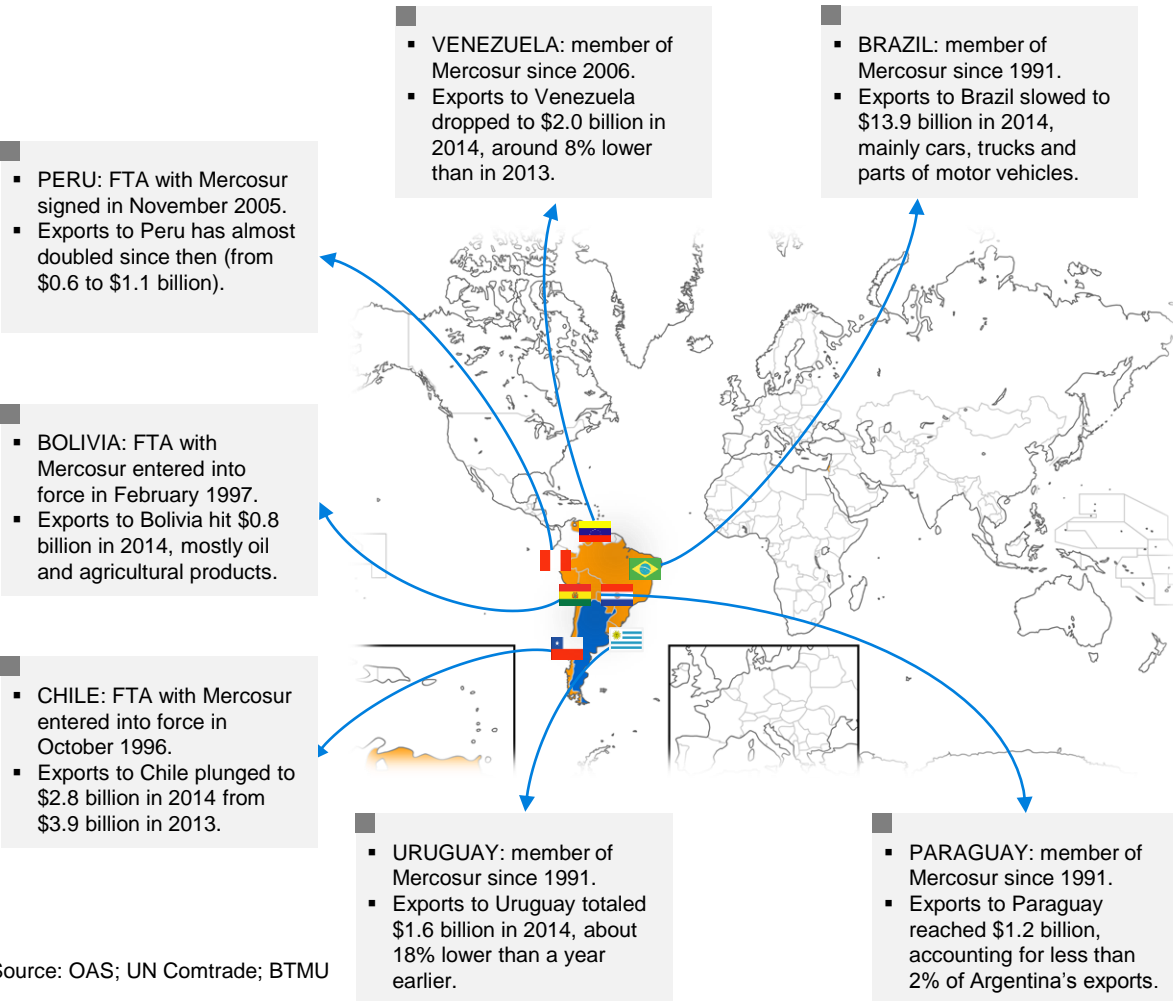 ▪ VENEZUELA: member of
Mercosur since 2006.
▪ Exports to Venezuela
dropped to $2.0 billion in
2014, around 8% lower
than in 2013.
▪ BRAZIL: member of
Mercosur since 1991.
▪ Exports to Brazil slowed to
$13.9 billion in 2014,
mainly cars, trucks and
parts of motor vehicles.
▪ PERU: FTA with Mercosur
signed in November 2005.
▪ Exports to Peru has almost
doubled since then (from
$0.6 to $1.1 billion).
▪ BOLIVIA: FTA with
Mercosur entered into
force in February 1997.
▪ Exports to Bolivia hit $0.8
billion in 2014, mostly oil
and agricultural products.
▪ CHILE: FTA with Mercosur
entered into force in
October 1996.
▪ Exports to Chile plunged to
$2.8 billion in 2014 from
$3.9 billion in 2013.
▪ URUGUAY: member of
Mercosur since 1991.
▪ Exports to Uruguay totaled
$1.6 billion in 2014, about
18% lower than a year
earlier.
▪ PARAGUAY: member of
Mercosur since 1991.
▪ Exports to Paraguay
reached $1.2 billion,
accounting for less than
2% of Argentina’s exports.
Source: OAS; UN Comtrade; BTMU